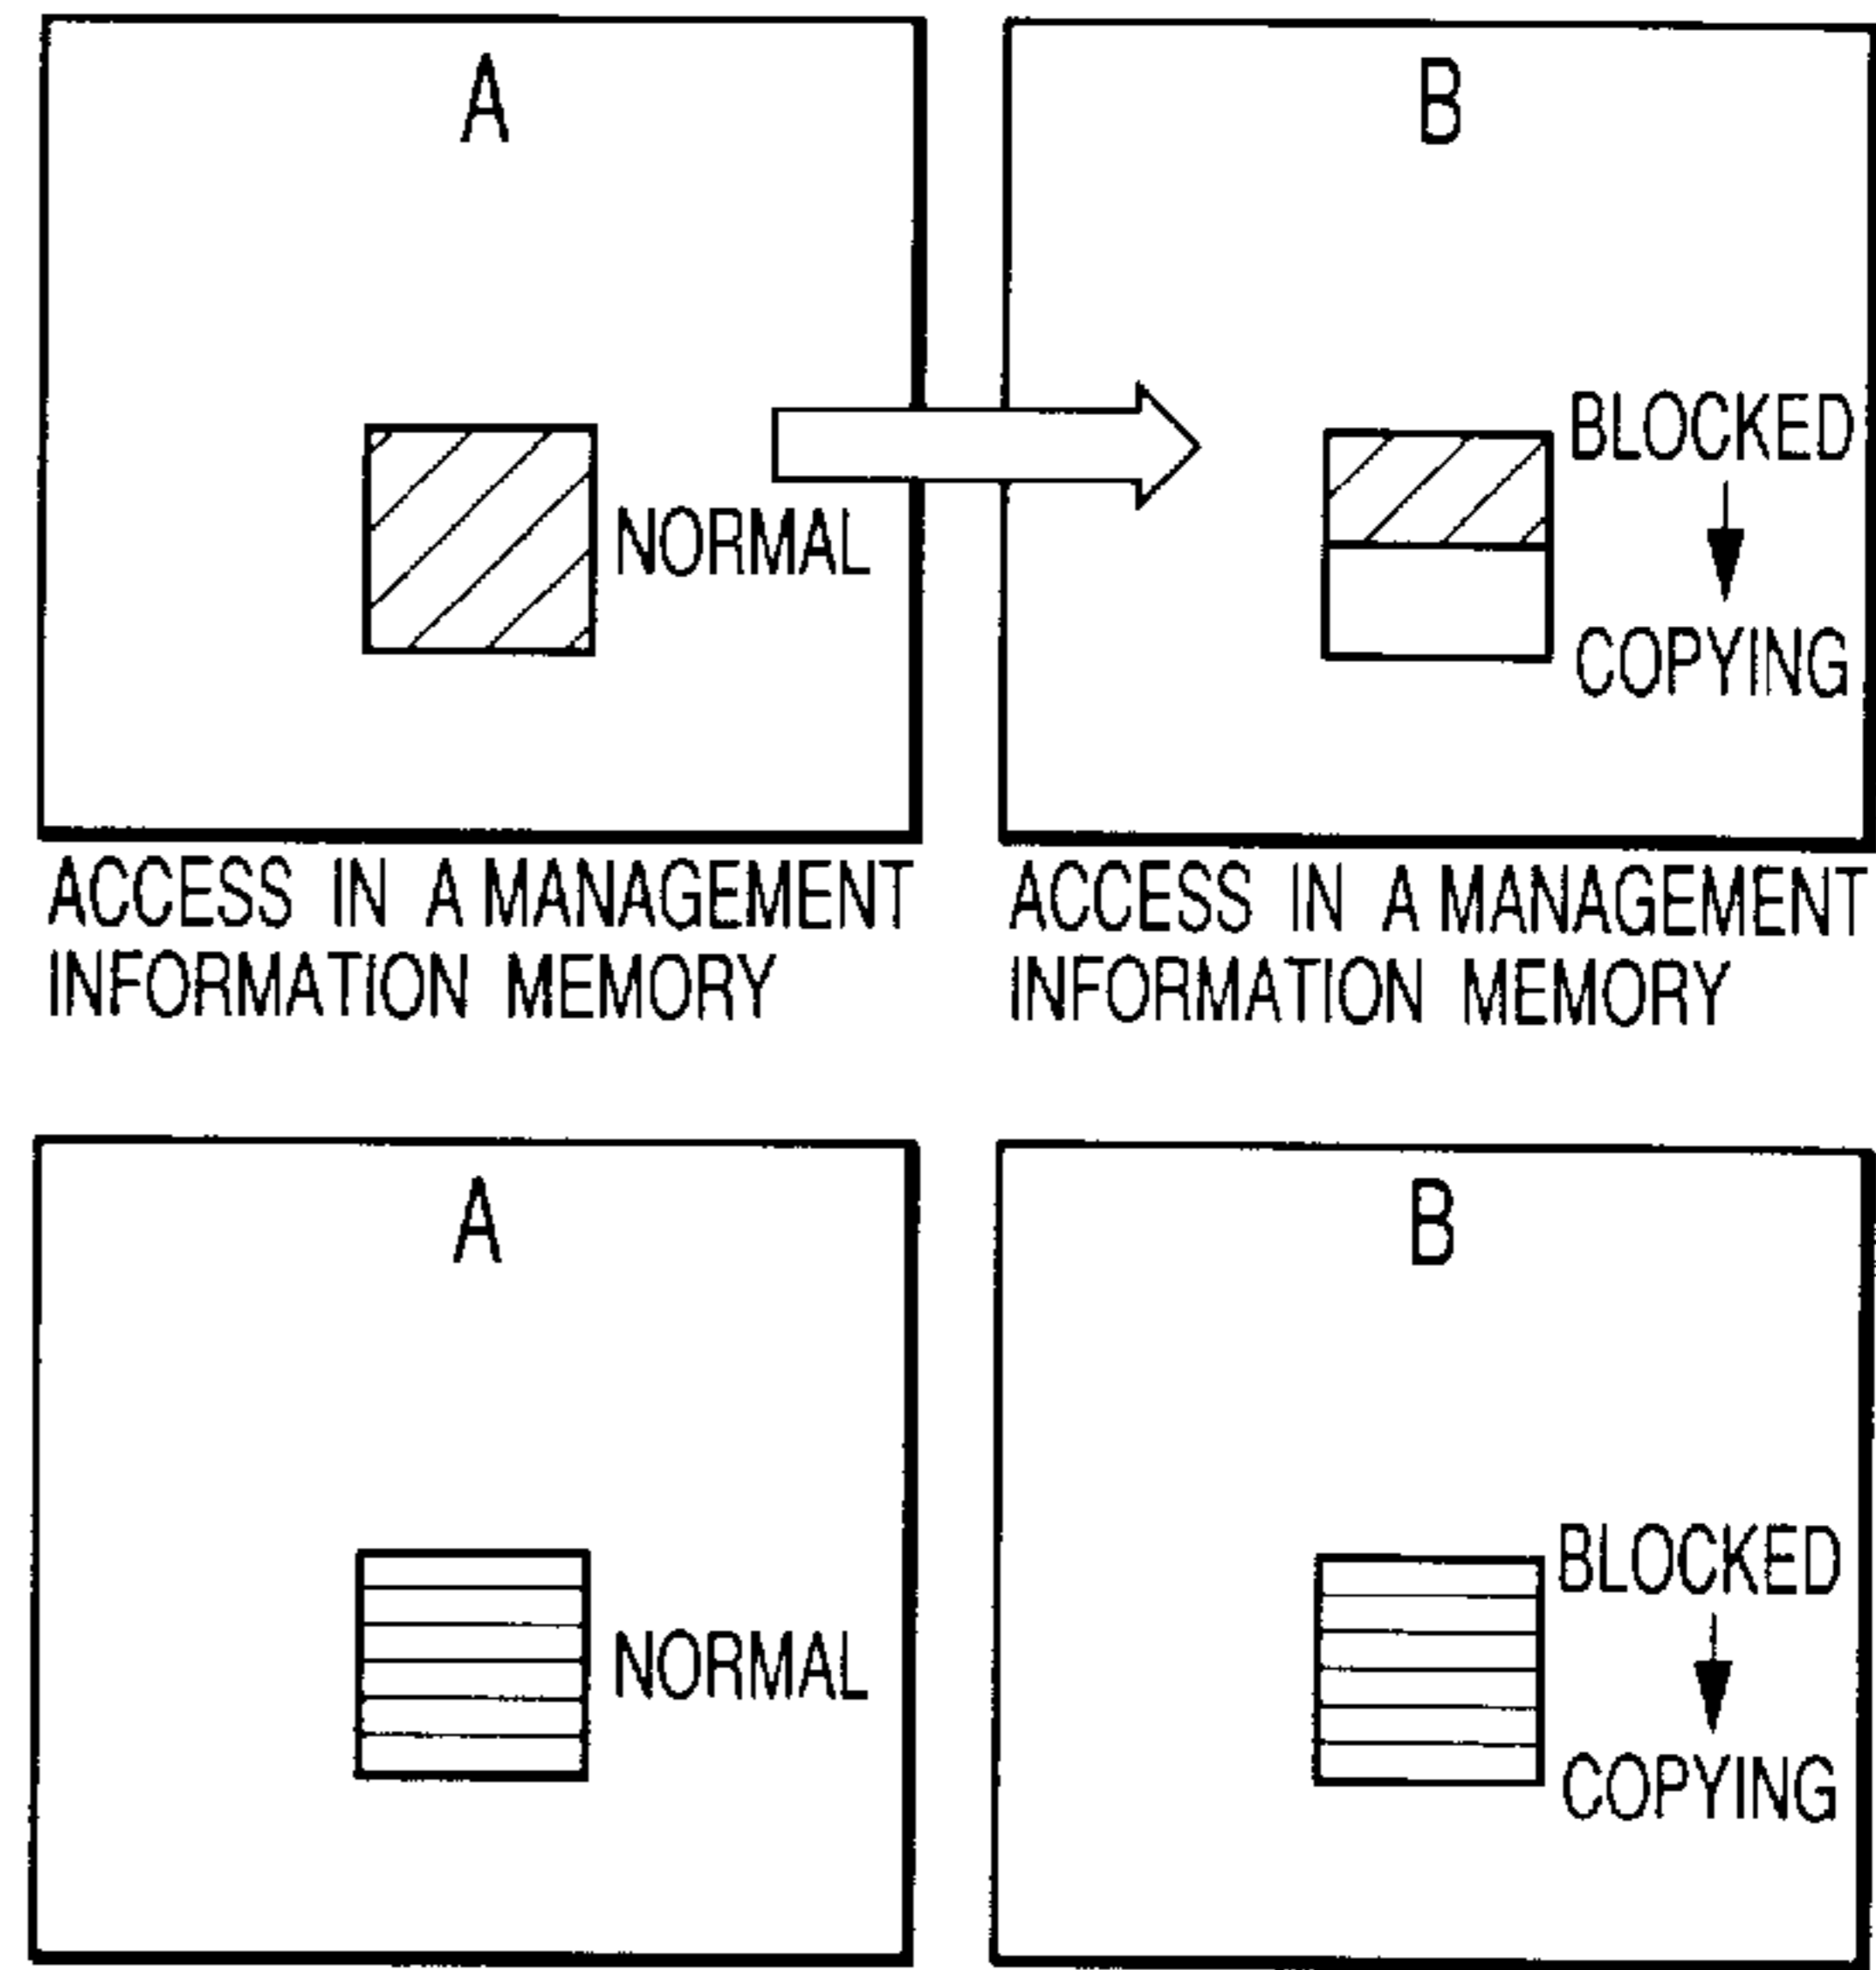 A
NORMAL
ACCESS IN A MANAGEMENT
INFORMATION MEMORY
B
BLOCKED
COPYING
ACCESS IN A MANAGEMENT
INFORMATION MEMORY
A
NORMAL
B
BLOCKED
COPYING